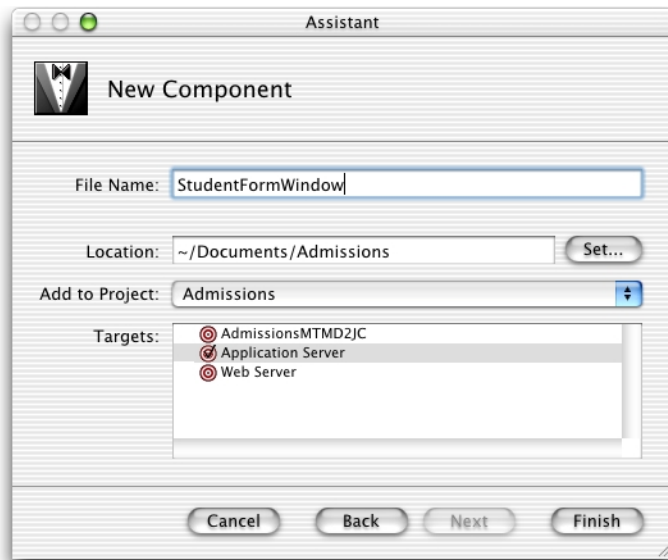 Assistant
New Component
File Name: StudentFormWindow
Location: ~/Documents/Admissions Set...
Add to Project: Admissions
Targets: AdmissionsMTMD2JC
Application Server
Web Server
Cancel Back Next Finish